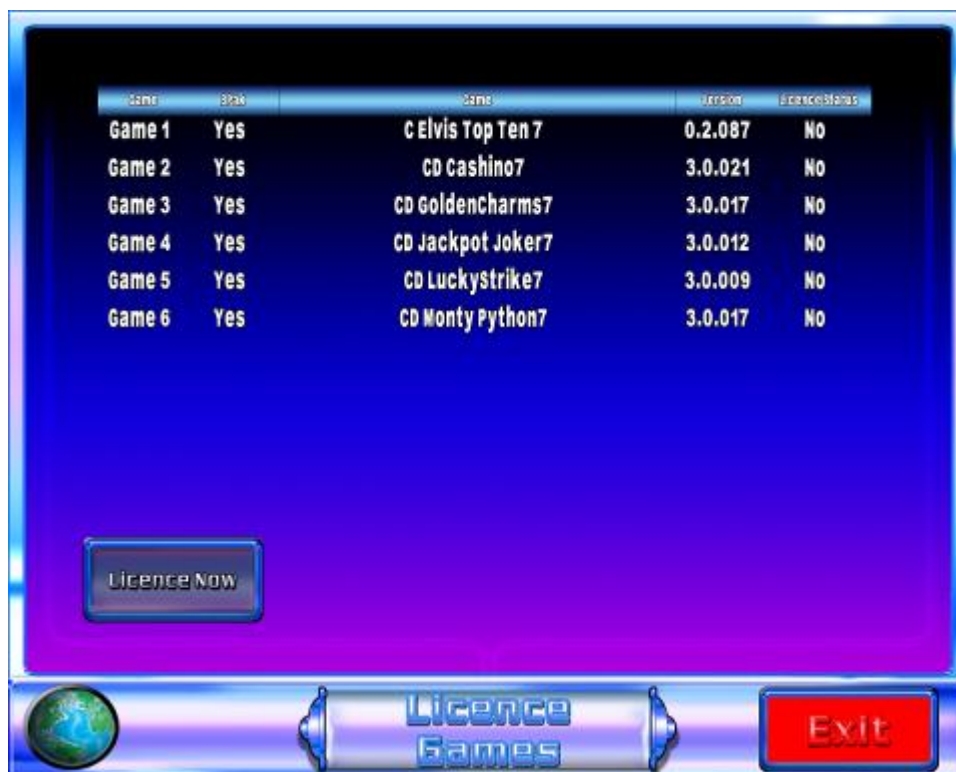 Game BPak Game Version Licence Status
Game 1 Yes C Elvis Top Ten 7 0.2.087 No
Game 2 Yes CD Cashino7 3.0.021 No
Game 3 Yes CD GoldenCharms7 3.0.017 No
Game 4 Yes CD Jackpot Joker7 3.0.012 No
Game 5 Yes CD LuckyStrike7 3.0.009 No
Game 6 Yes CD Monty Python7 3.0.017 No
Licence Now
Licence
Games
Exit